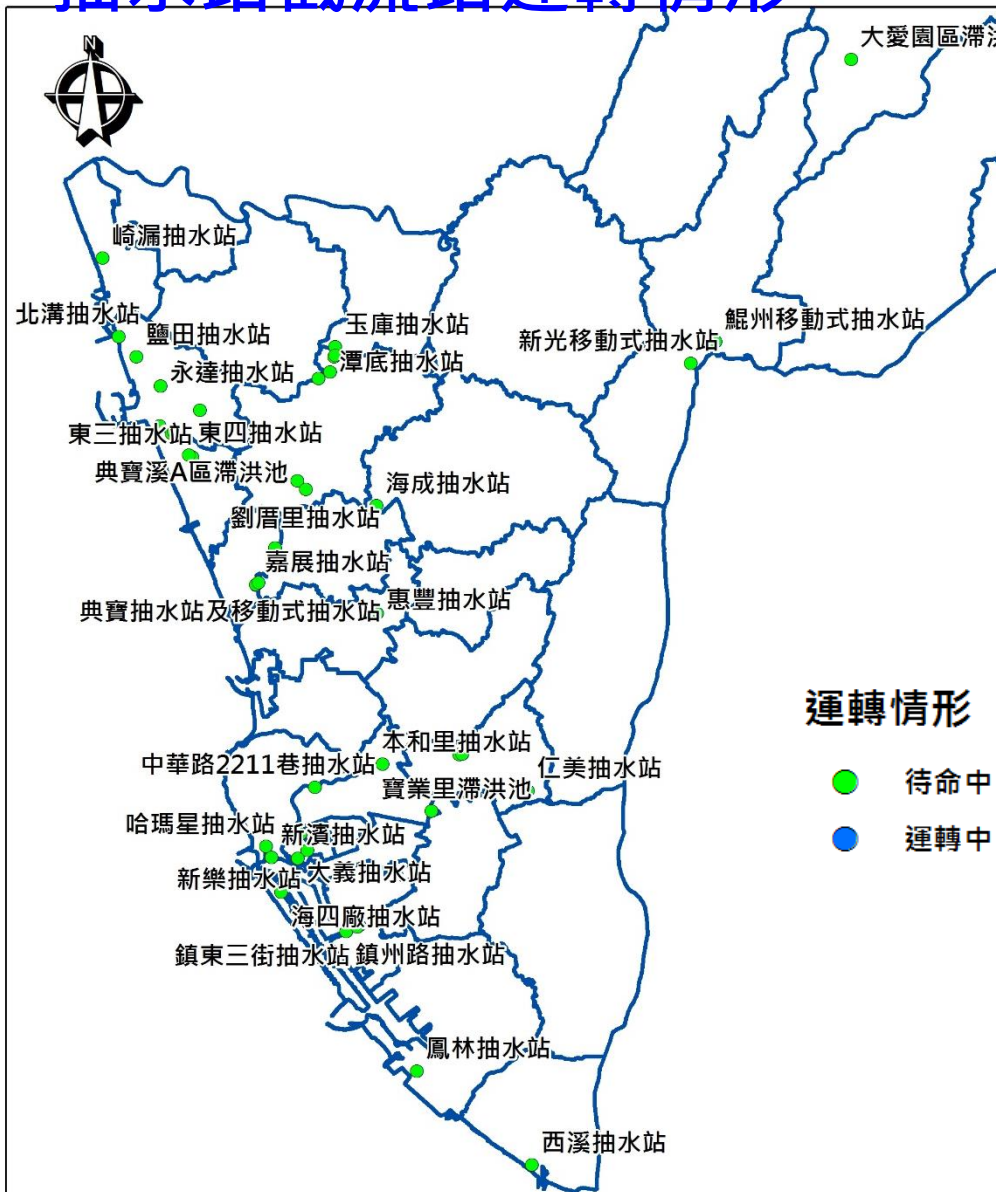 抽水站截流站運轉情形
N
大愛園區滯洪
崎漏抽水站
北溝抽水站
鹽田抽水站
玉庫抽水站
新光移動式抽水站
鯤州移動式抽水站
永達抽水站
潭底抽水站
東三抽水站
東四抽水站
典寶溪A區滯洪池
海成抽水站
劉厝里抽水站
嘉展抽水站
典寶抽水站及移動式抽水站
惠豐抽水站
運轉情形
待命中
運轉中
本和里抽水站
中華路2211巷抽水站
仁美抽水站
寶業里滯洪池
哈瑪星抽水站
新濱抽水站
新樂抽水站
大義抽水站
海四廠抽水站
鎮東三街抽水站
鎮州路抽水站
鳳林抽水站
西溪抽水站